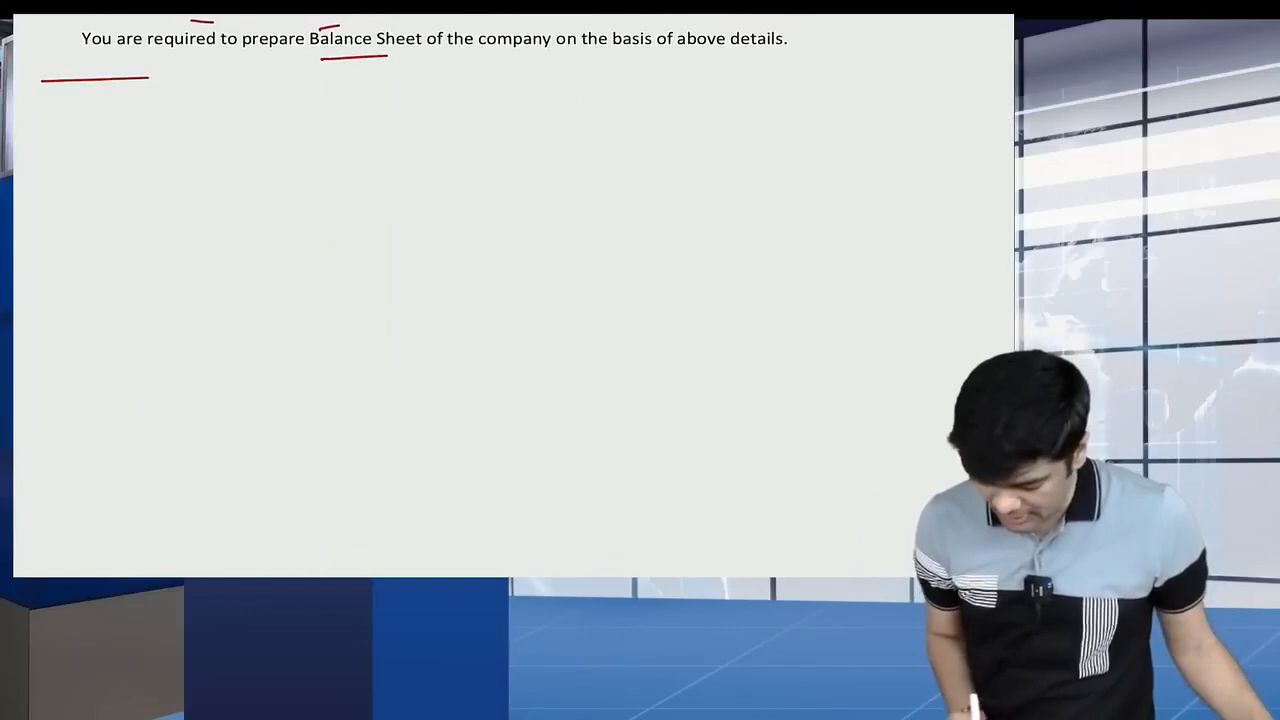 You are required to prepare Balance Sheet of the company on the basis of above details.